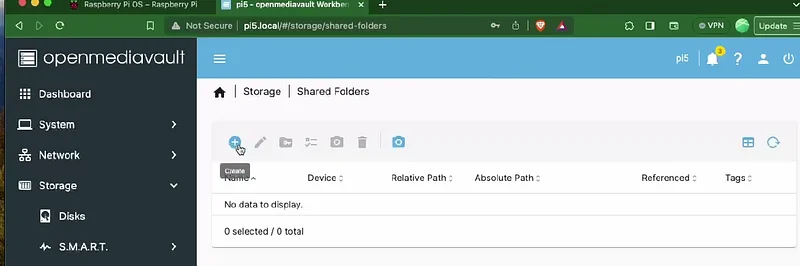 Raspberry Pi OS – Raspberry Pi
pi5 - openmediavault Workben
Not Secure
pi5.local/#/storage/shared-folders
VPN
Update
openmediavault
pi5
3
Dashboard
Storage
Shared Folders
System
Network
Create
Name
Device
Relative Path
Absolute Path
Referenced
Tags
Storage
No data to display.
Disks
0 selected / 0 total
S.M.A.R.T.